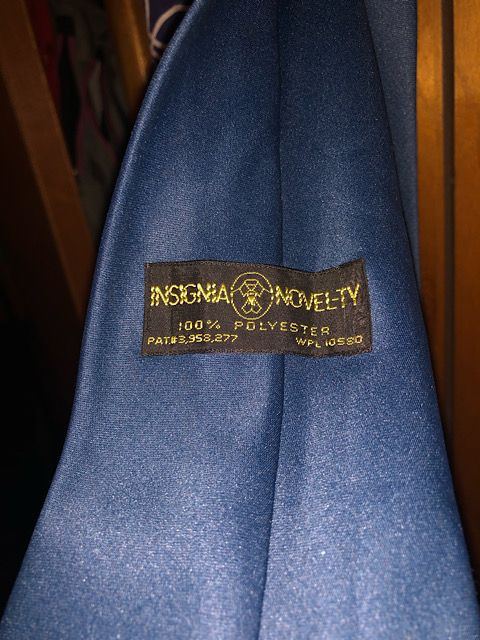 INSIGNIA NOVEL-TY
100% POLYESTER
PAT.#3,958,277 WPL 10580